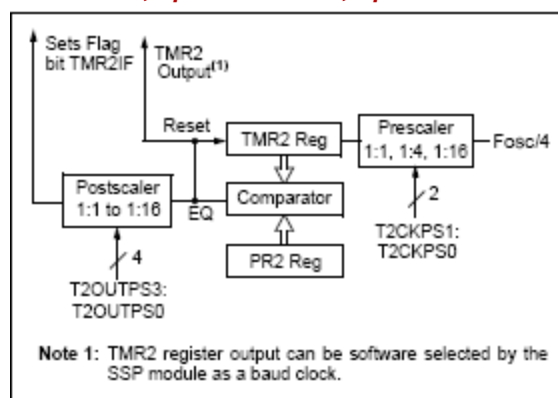 Sets Flag
bit TMR2IF
TMR2
Output(1)
Reset
TMR2 Reg
Prescaler
1:1, 1:4, 1:16
Fosc/4
Postscaler
1:1 to 1:16
EQ
Comparator
2
T2CKPS1:
T2CKPS0
4
PR2 Reg
T2OUTPS3:
T2OUTPS0
Note 1: TMR2 register output can be software selected by the
SSP module as a baud clock.